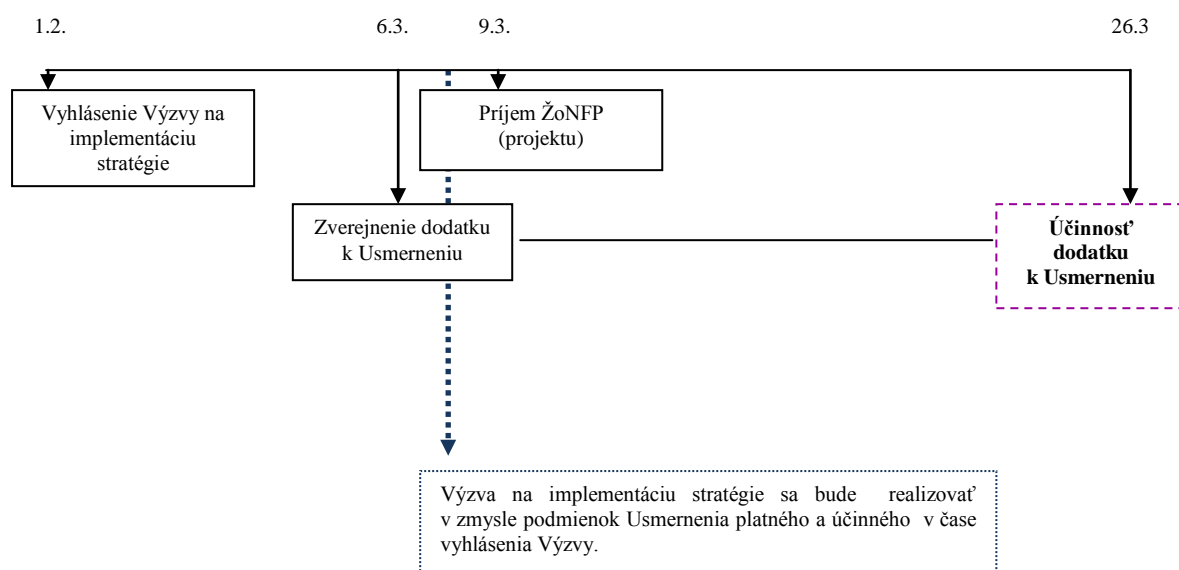 1.2. 6.3. 9.3. 26.3
Vyhlásenie Výzvy na
implementáciu
stratégie
Príjem ŽoNFP
(projektu)
Zverejnenie dodatku
k Usmerneniu
Účinnosť
dodatku
k Usmerneniu
Výzva na implementáciu stratégie sa bude realizovať
v zmysle podmienok Usmernenia platného a účinného v čase
vyhlásenia Výzvy.